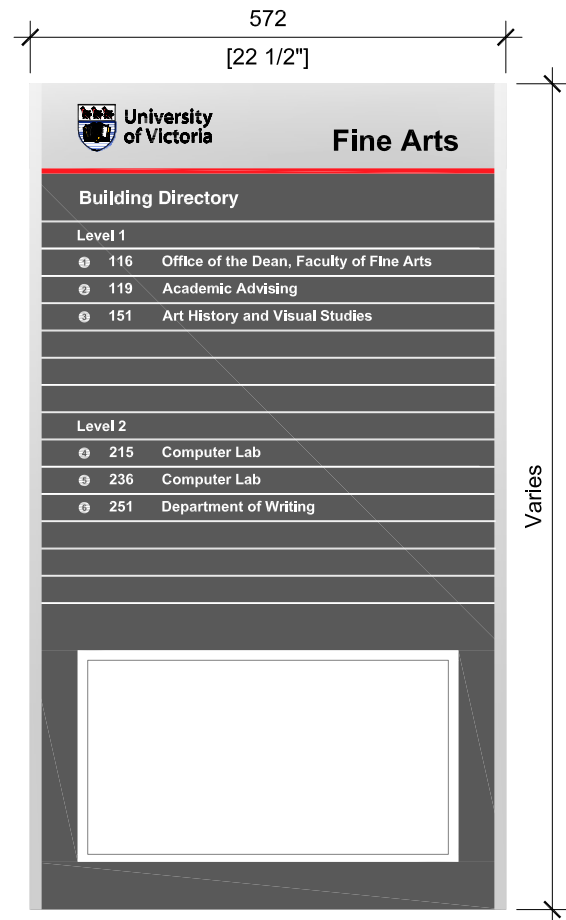 572
[22 1/2"]
University
of Victoria
Fine Arts
Building Directory
Level 1
1 116 Office of the Dean, Faculty of FIne Arts
2 119 Academic Advising
3 151 Art History and Visual Studies
Level 2
4 215 Computer Lab
5 236 Computer Lab
6 251 Department of Writing
Varies